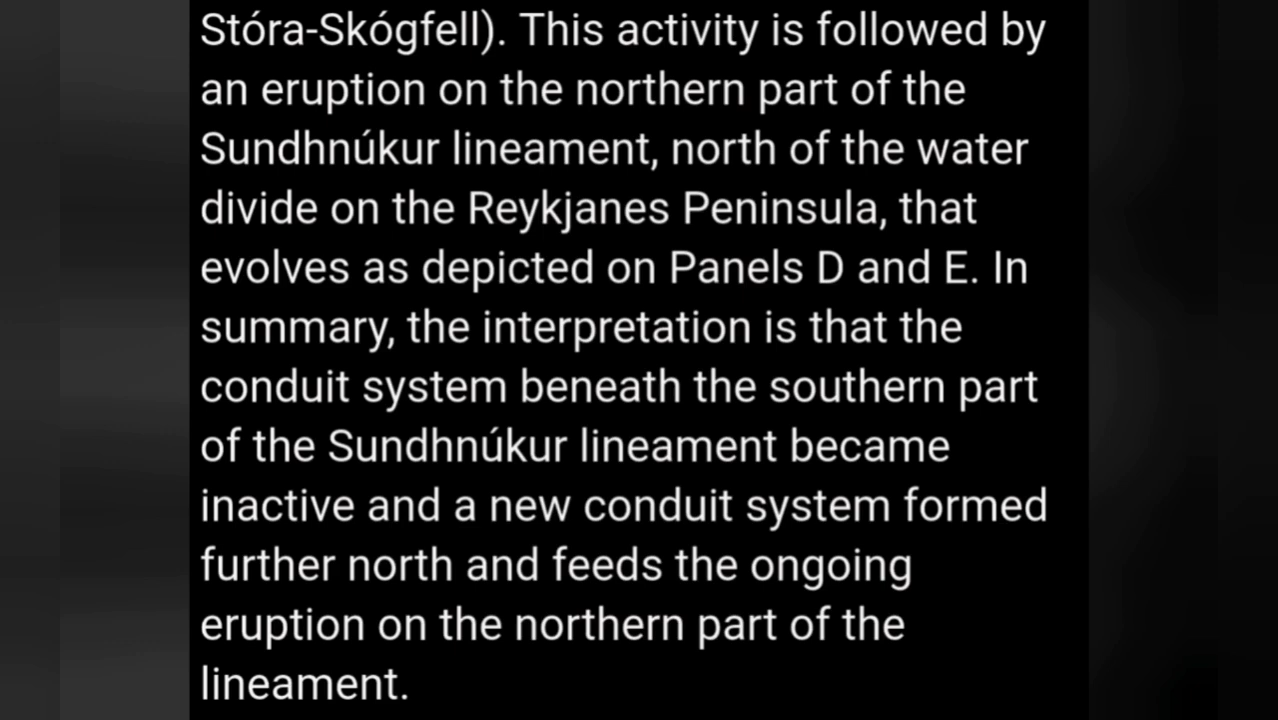 Stóra-Skógfell). This activity is followed by
an eruption on the northern part of the
Sundhnúkur lineament, north of the water
divide on the Reykjanes Peninsula, that
evolves as depicted on Panels D and E. In
summary, the interpretation is that the
conduit system beneath the southern part
of the Sundhnúkur lineament became
inactive and a new conduit system formed
further north and feeds the ongoing
eruption on the northern part of the
lineament.